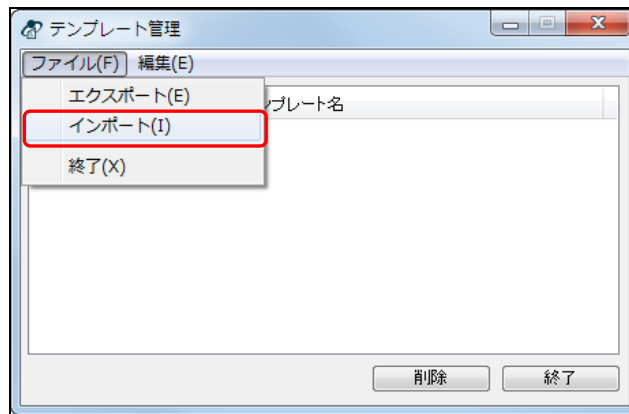 テンプレート管理
ファイル(F) 編集(E)
エクスポート(E)
プレート名
インポート(I)
終了(X)
削除 終了